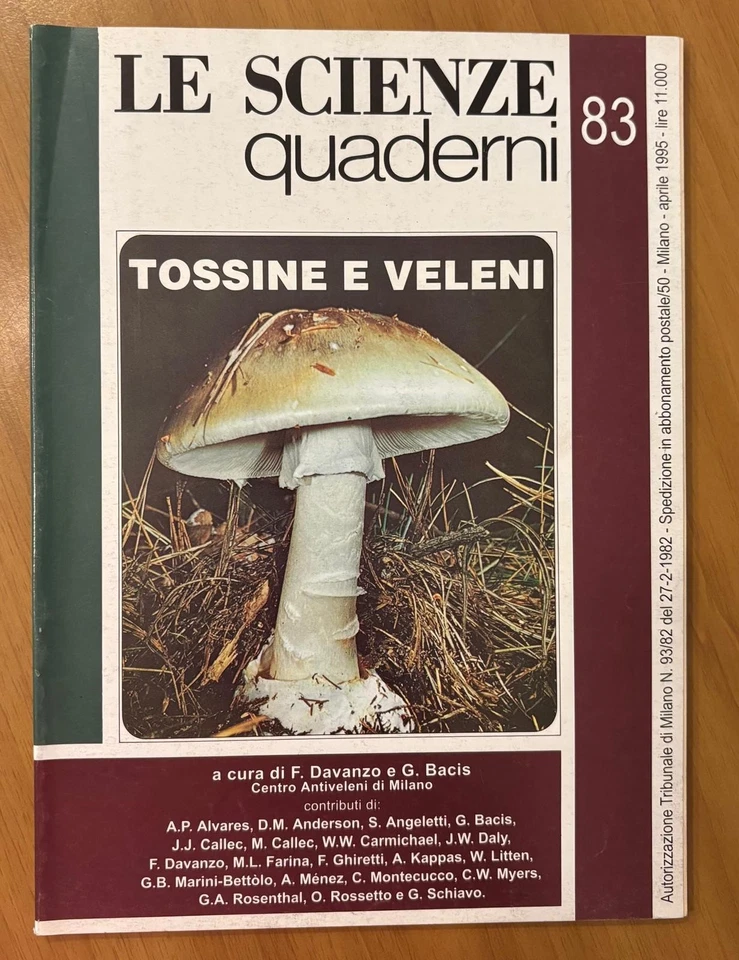 LE SCIENZE
quaderni
83
TOSSINE E VELENI
a cura di F. Davanzo e G. Bacis
Centro Antiveleni di Milano
contributi di:
A.P. Alvares, D.M. Anderson, S. Angeletti, G. Bacis,
J.J. Callec, M. Callec, W.W. Carmichael, J.W. Daly,
F. Davanzo, M.L. Farina, F. Ghiretti, A. Kappas, W. Litten,
G.B. Marini-Bettòlo, A. Ménez, C. Montecucco, C.W. Myers,
G.A. Rosenthal, O. Rossetto e G. Schiavo.
Autorizzazione Tribunale di Milano N. 93/82 del 27-2-1982 - Spedizione in abbonamento postale/50 - Milano - aprile 1995 - lire 11.000